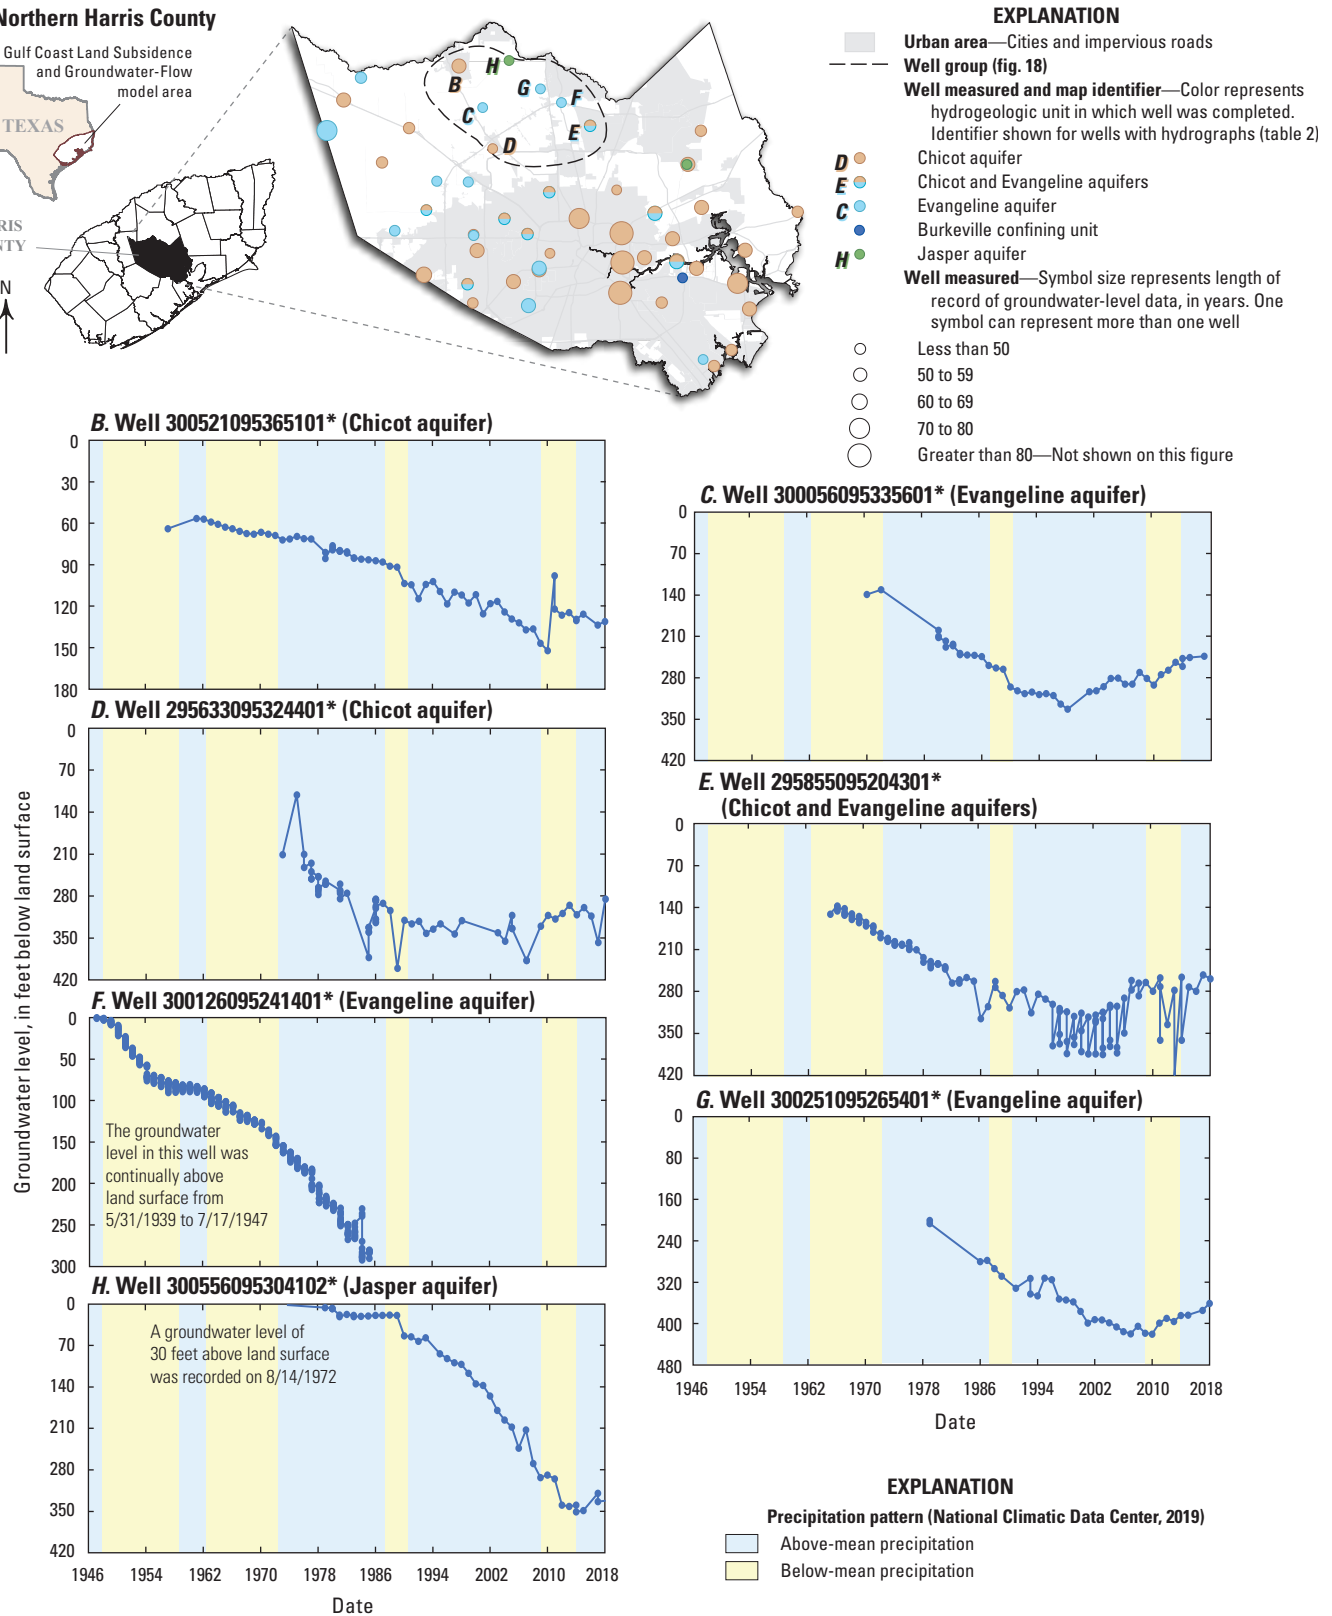 Northern Harris County
Gulf Coast Land Subsidence
and Groundwater-Flow
model area
TEXAS
N
H
B
G
F
C
E
D
EXPLANATION
Urban area—Cities and impervious roads
Well group (fig. 18)
Well measured and map identifier—Color represents
hydrogeologic unit in which well was completed.
Identifier shown for wells with hydrographs (table 2)
D Chicot aquifer
E Chicot and Evangeline aquifers
C Evangeline aquifer
Burkeville confining unit
H Jasper aquifer
Well measured—Symbol size represents length of
record of groundwater-level data, in years. One
symbol can represent more than one well
Less than 50
50 to 59
60 to 69
70 to 80
Greater than 80—Not shown on this figure
Groundwater level, in feet below land surface
B. Well 300521095365101* (Chicot aquifer)
0
30
60
90
120
150
180
D. Well 295633095324401* (Chicot aquifer)
0
70
140
210
280
350
420
F. Well 300126095241401* (Evangeline aquifer)
0
50
100
150
200
250
300
The groundwater
level in this well was
continually above
land surface from
5/31/1939 to 7/17/1947
H. Well 300556095304102* (Jasper aquifer)
0
70
140
210
280
350
420
A groundwater level of
30 feet above land surface
was recorded on 8/14/1972
1946 1954 1962 1970 1978 1986 1994 2002 2010 2018
Date
C. Well 300056095335601* (Evangeline aquifer)
0
70
140
210
280
350
420
E. Well 295855095204301*
(Chicot and Evangeline aquifers)
0
70
140
210
280
350
420
G. Well 300251095265401* (Evangeline aquifer)
0
80
160
240
320
400
480
1946 1954 1962 1970 1978 1986 1994 2002 2010 2018
Date
EXPLANATION
Precipitation pattern (National Climatic Data Center, 2019)
Above-mean precipitation
Below-mean precipitation